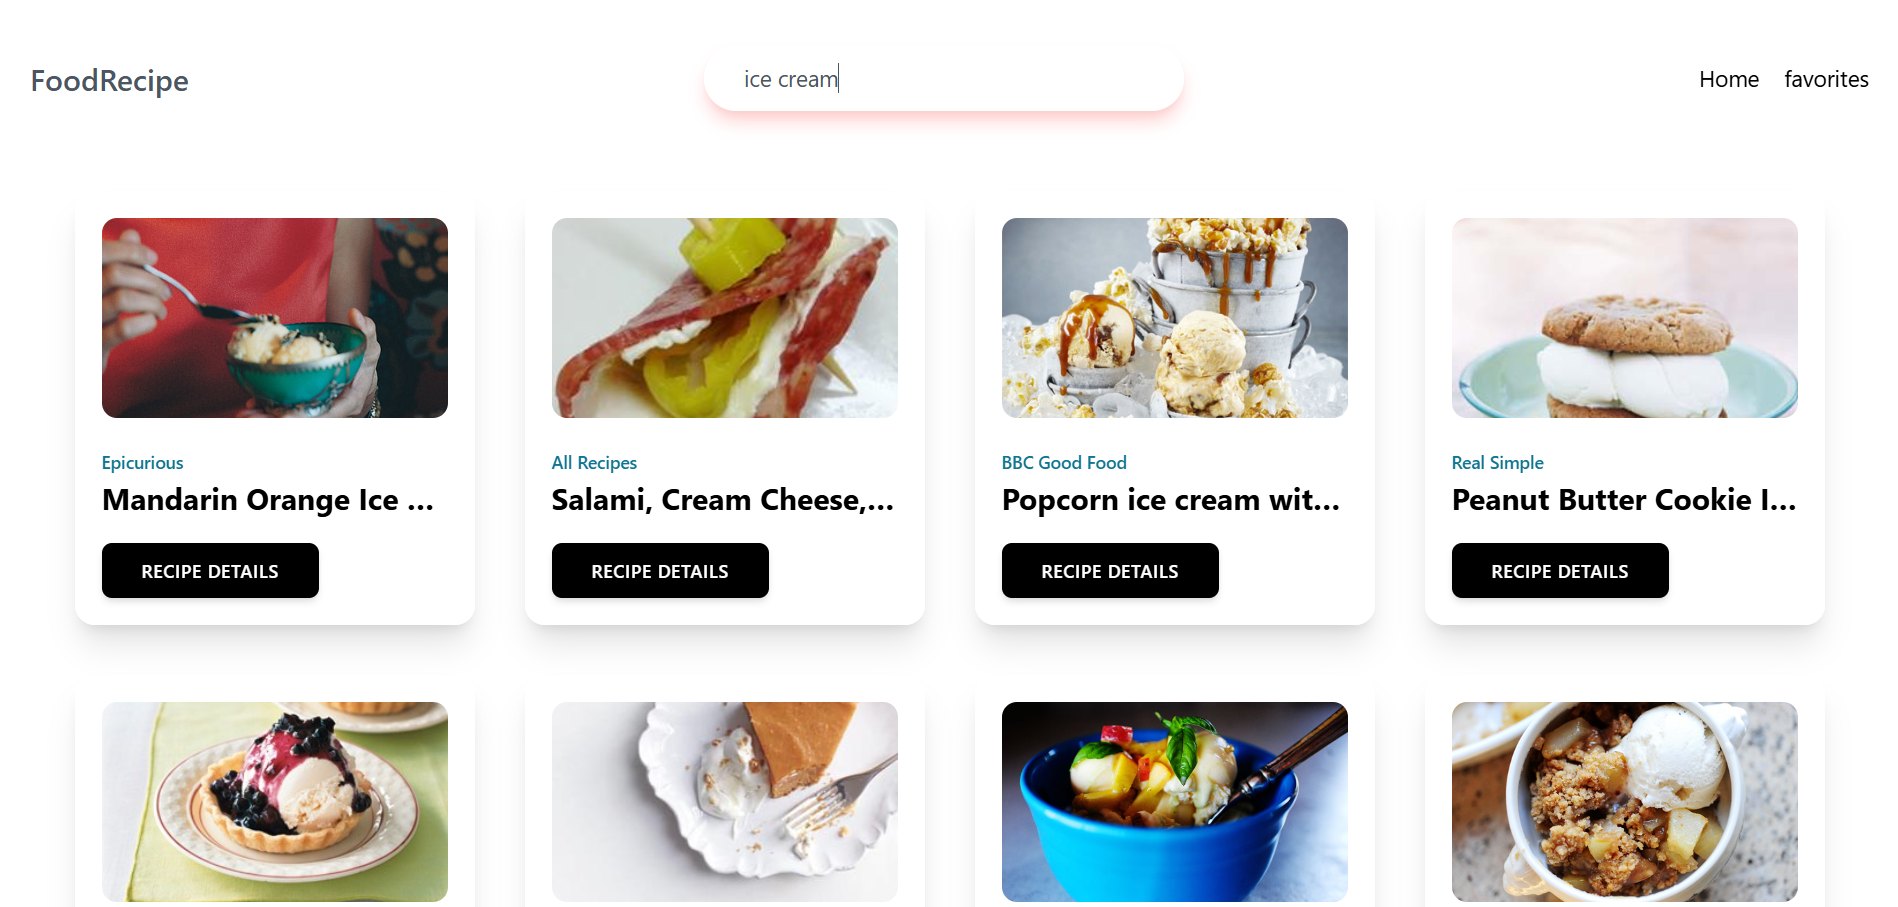 FoodRecipe
ice cream
Home
favorites
Epicurious
Mandarin Orange Ice ...
RECIPE DETAILS
All Recipes
Salami, Cream Cheese,...
RECIPE DETAILS
BBC Good Food
Popcorn ice cream wit...
RECIPE DETAILS
Real Simple
Peanut Butter Cookie I...
RECIPE DETAILS